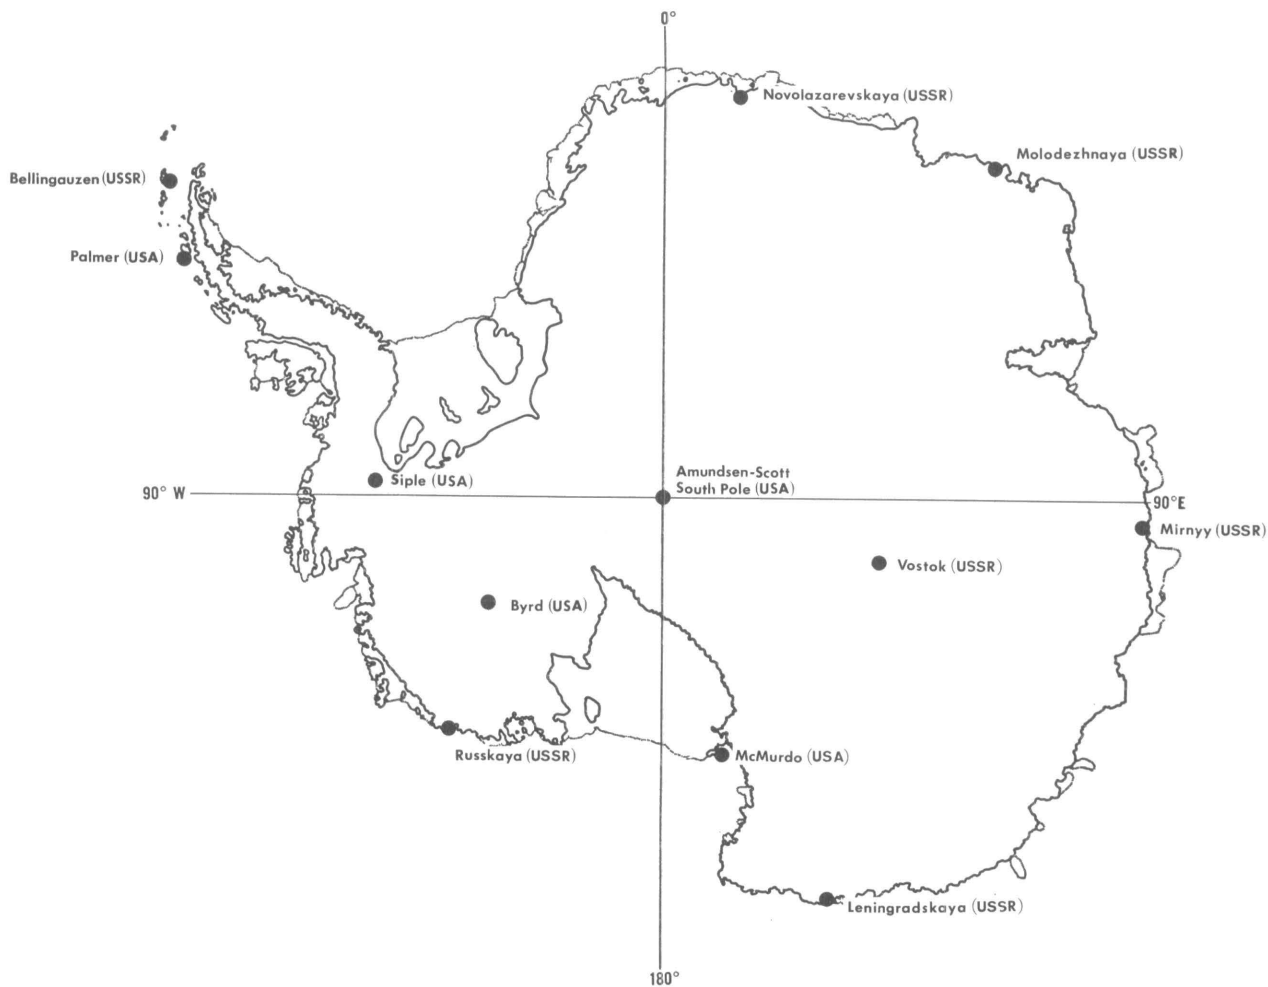 0°
Novolazarevskaya (USSR)
Molodezhnaya (USSR)
Bellingauzen (USSR)
Palmer (USA)
Siple (USA)
Amundsen-Scott
South Pole (USA)
90° W
90°E
Mirnyy (USSR)
Vostok (USSR)
Byrd (USA)
Russkaya (USSR)
McMurdo (USA)
Leningradskaya (USSR)
180°